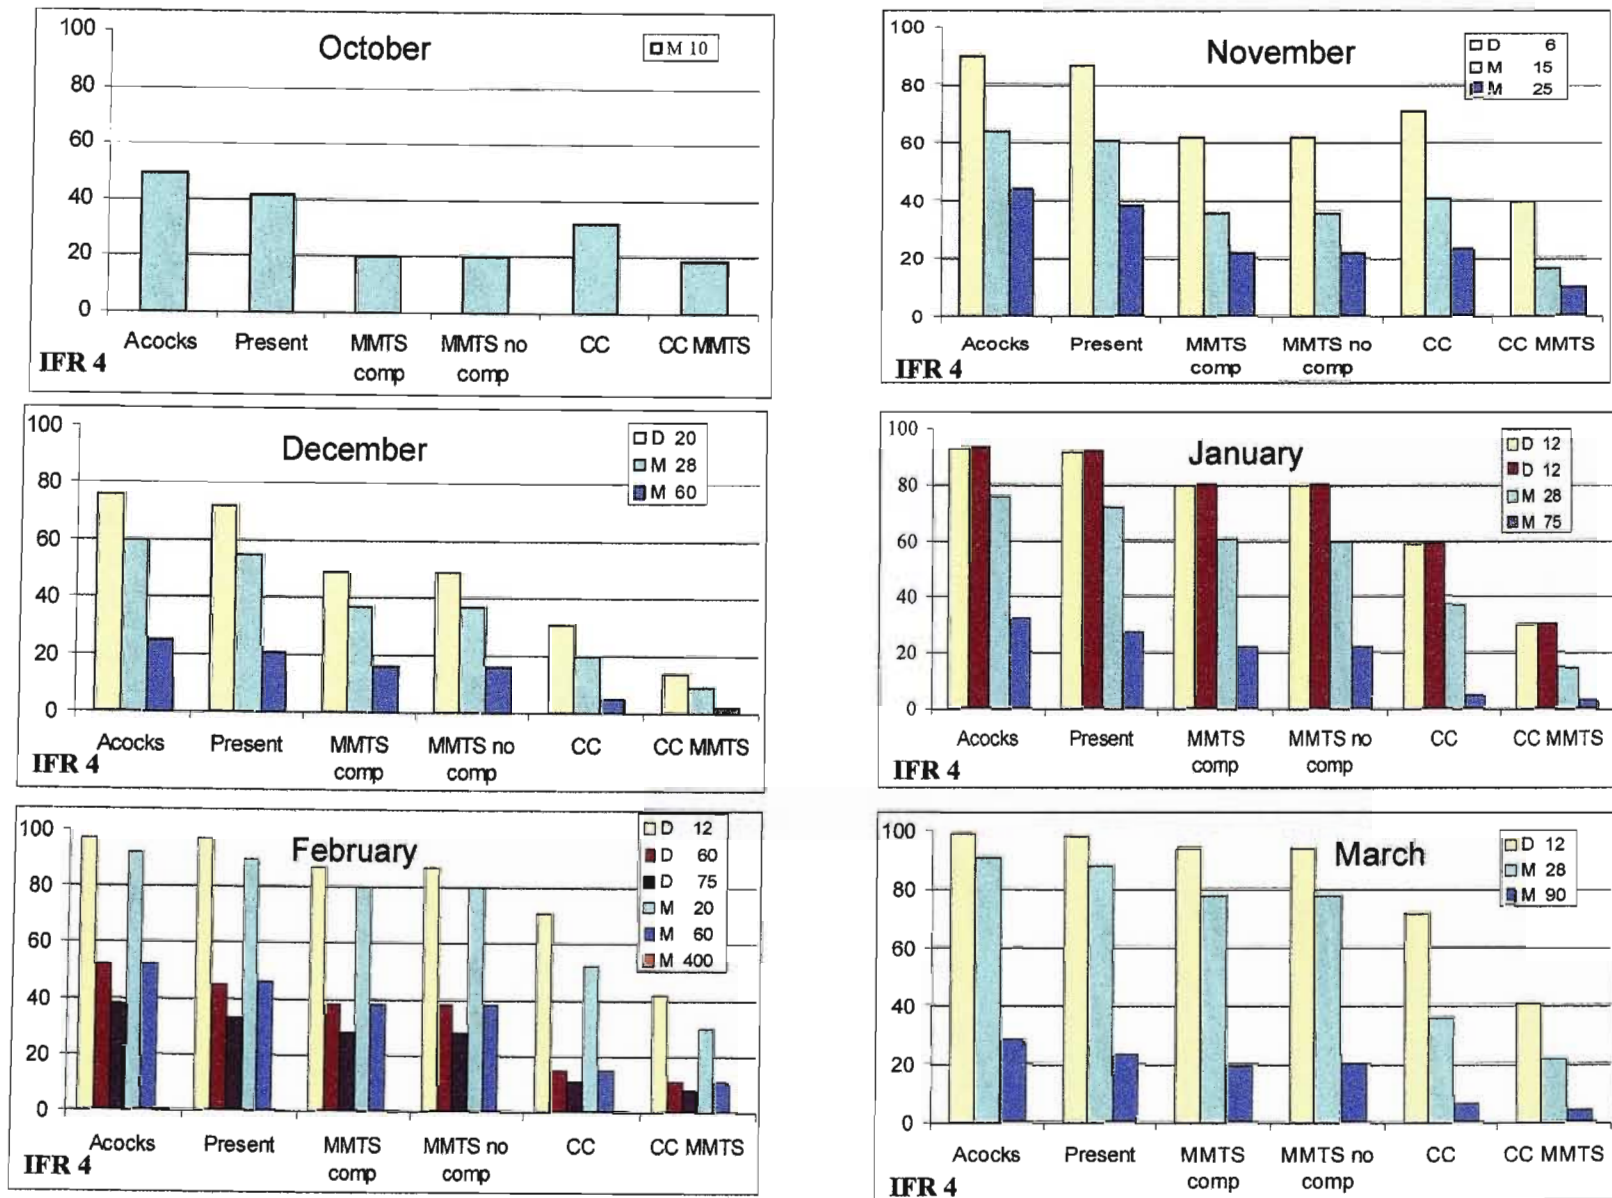 October
M 10
100
80
60
40
20
0
Acocks Present MMTS comp MMTS no comp CC CC MMTS
IFR 4
November
D 6
M 15
M 25
100
80
60
40
20
0
Acocks Present MMTS comp MMTS no comp CC CC MMTS
IFR 4
December
D 20
M 28
M 60
100
80
60
40
20
0
Acocks Present MMTS comp MMTS no comp CC CC MMTS
IFR 4
January
D 12
D 12
M 28
M 75
100
80
60
40
20
0
Acocks Present MMTS comp MMTS no comp CC CC MMTS
IFR 4
February
D 12
D 60
D 75
M 20
M 60
M 400
100
80
60
40
20
0
Acocks Present MMTS comp MMTS no comp CC CC MMTS
IFR 4
March
D 12
M 28
M 90
100
80
60
40
20
0
Acocks Present MMTS comp MMTS no comp CC CC MMTS
IFR 4